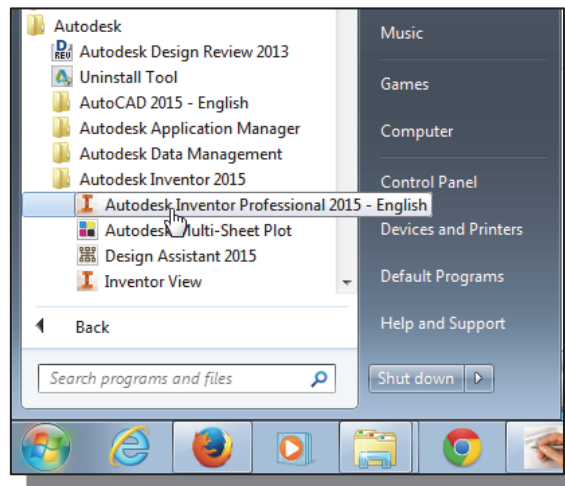 Autodesk
Autodesk Design Review 2013
Uninstall Tool
AutoCAD 2015 - English
Autodesk Application Manager
Autodesk Data Management
Autodesk Inventor 2015
Autodesk Inventor Professional 2015 - English
Autodesk Multi-Sheet Plot
Design Assistant 2015
Inventor View
Back
Search programs and files
Music
Games
Computer
Control Panel
Devices and Printers
Default Programs
Help and Support
Shut down